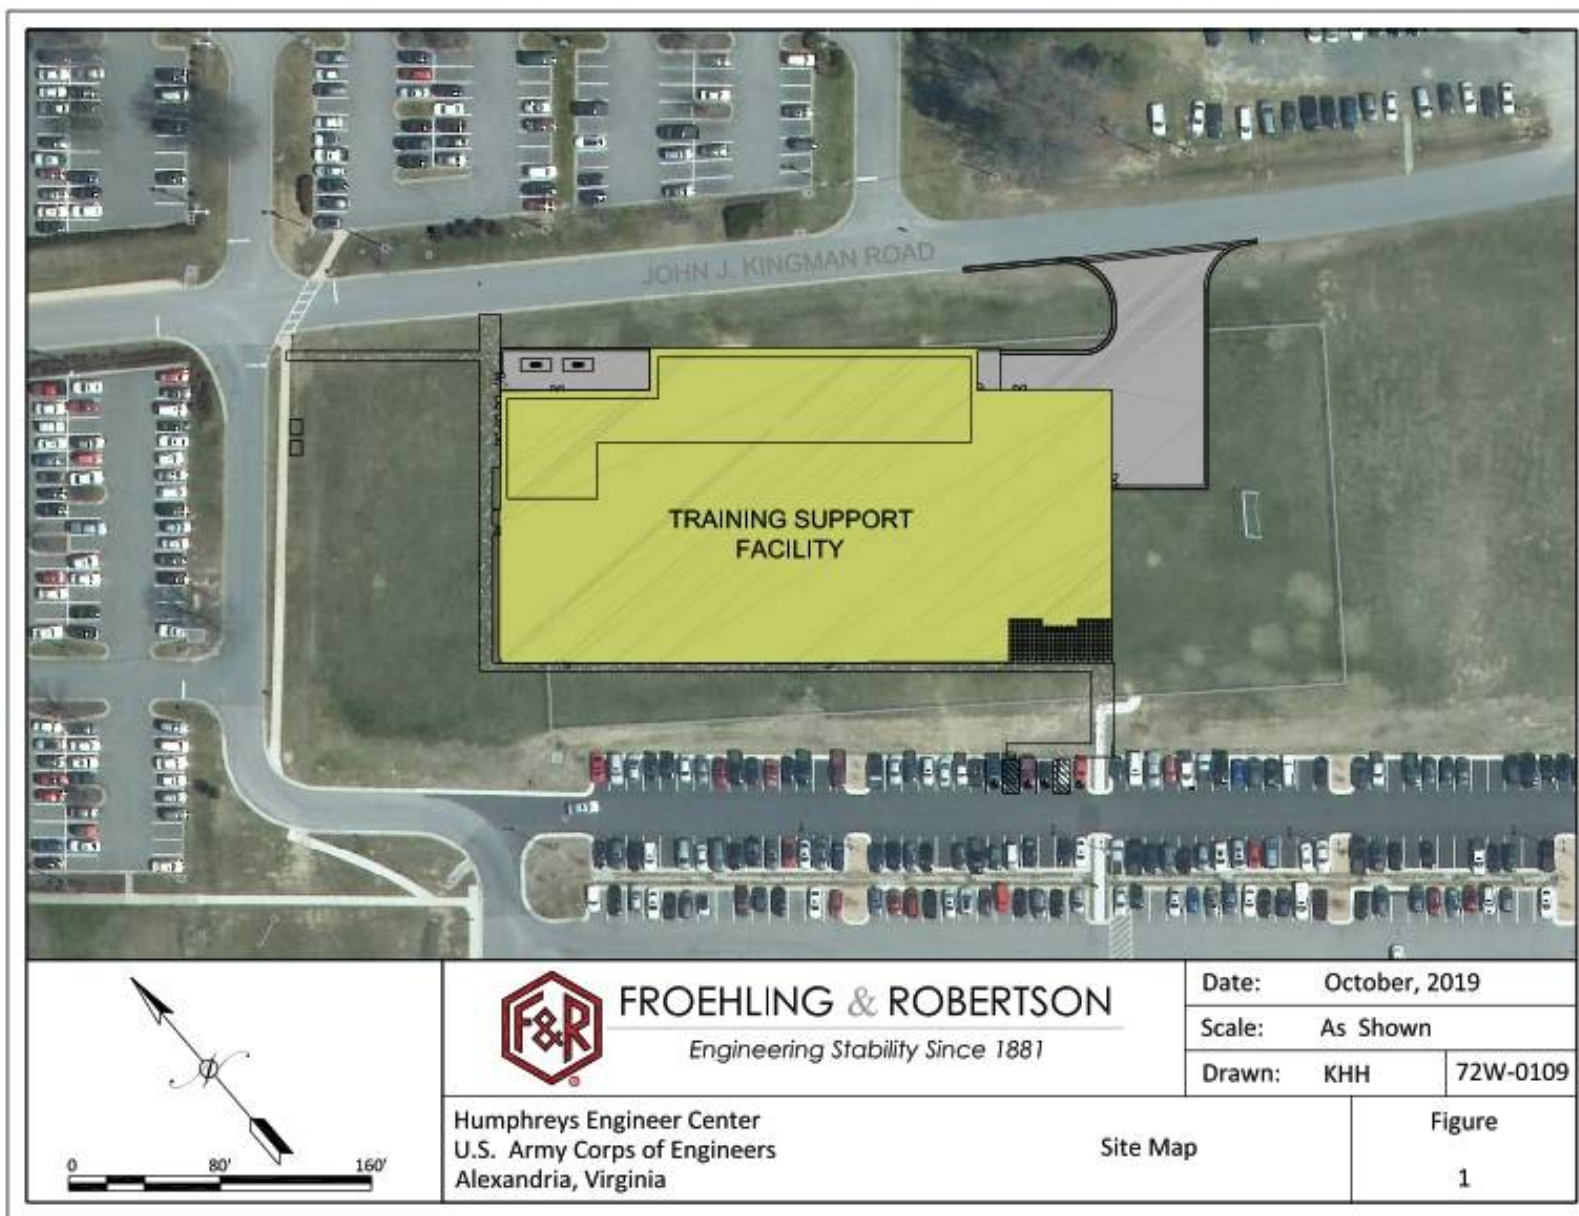 JOHN J. KINGMAN ROAD
TRAINING SUPPORT
FACILITY
0 80' 160'
F&R
®
FROEHLING & ROBERTSON
Engineering Stability Since 1881
Date: October, 2019
Scale: As Shown
Drawn: KHH 72W-0109
Humphreys Engineer Center
U.S. Army Corps of Engineers
Alexandria, Virginia
Site Map
Figure
1